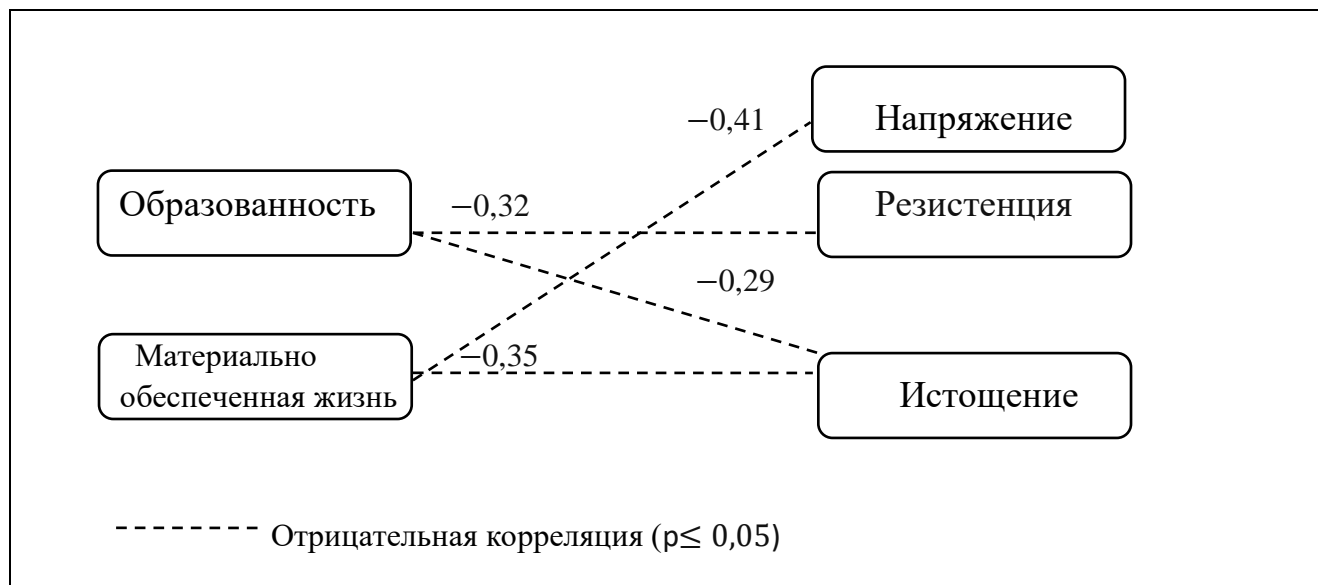 −0,41
Напряжение
Образованность
−0,32
Резистенция
−0,29
Материально
обеспеченная жизнь
−0,35
Истощение
Отрицательная корреляция (p≤ 0,05)